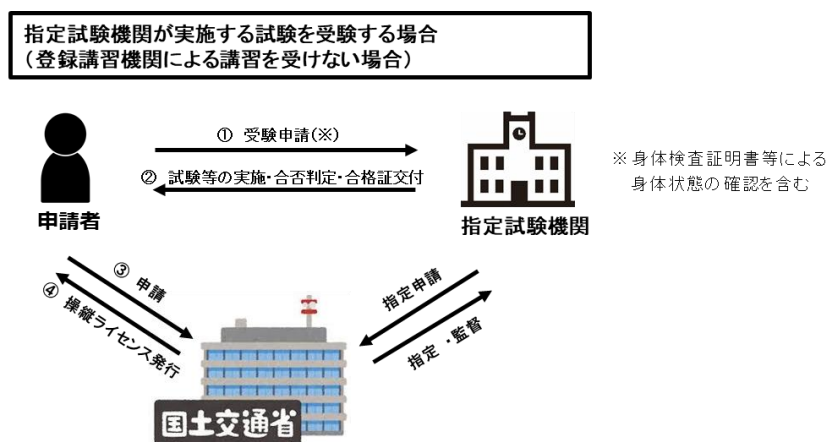 指定試験機関が実施する試験を受験する場合
(登録講習機関による講習を受けない場合)
① 受験申請(※)
② 試験等の実施・合否判定・合格証交付
※ 身体検査証明書等による
身体状態の確認を含む
申請者
指定試験機関
③ 申請
④ 操縦ライセンス発行
指定申請
指定・監督
国土交通省